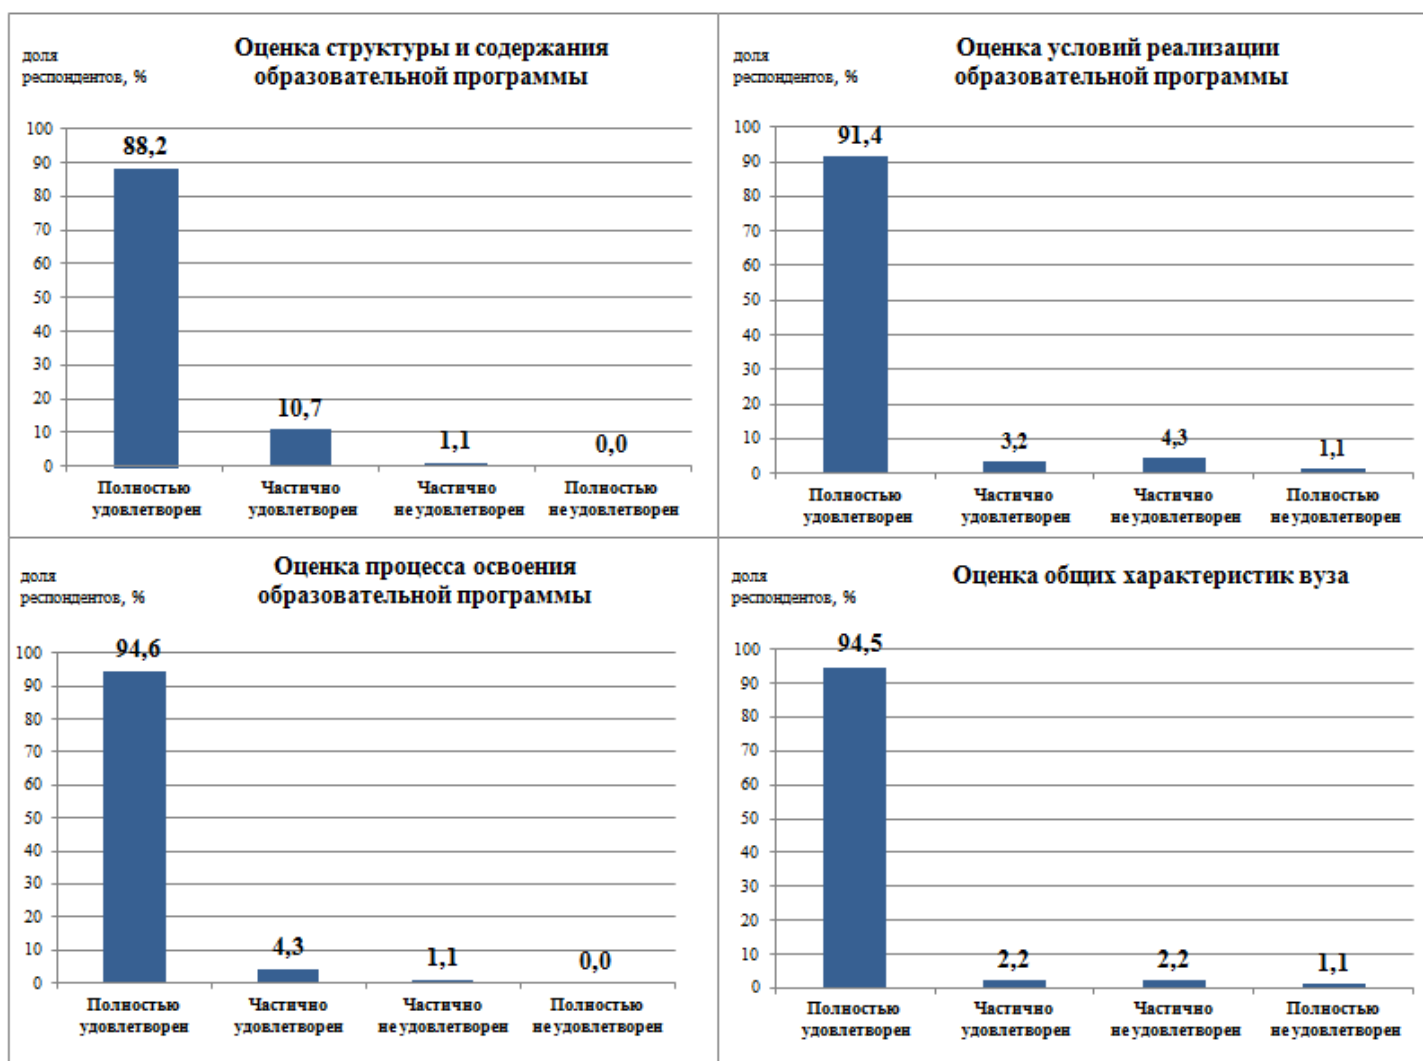 Оценка структуры и содержания
образовательной программы
доля
респондентов, %
100
90
80
70
60
50
40
30
20
10
0
88,2
10,7
1,1
0,0
Полностью
удовлетворен
Частично
удовлетворен
Частично
не удовлетворен
Полностью
не удовлетворен
Оценка условий реализации
образовательной программы
доля
респондентов, %
100
90
80
70
60
50
40
30
20
10
0
91,4
3,2
4,3
1,1
Полностью
удовлетворен
Частично
удовлетворен
Частично
не удовлетворен
Полностью
не удовлетворен
Оценка процесса освоения
образовательной программы
доля
респондентов, %
100
90
80
70
60
50
40
30
20
10
0
94,6
4,3
1,1
0,0
Полностью
удовлетворен
Частично
удовлетворен
Частично
не удовлетворен
Полностью
не удовлетворен
Оценка общих характеристик вуза
доля
респондентов, %
100
90
80
70
60
50
40
30
20
10
0
94,5
2,2
2,2
1,1
Полностью
удовлетворен
Частично
удовлетворен
Частично
не удовлетворен
Полностью
не удовлетворен